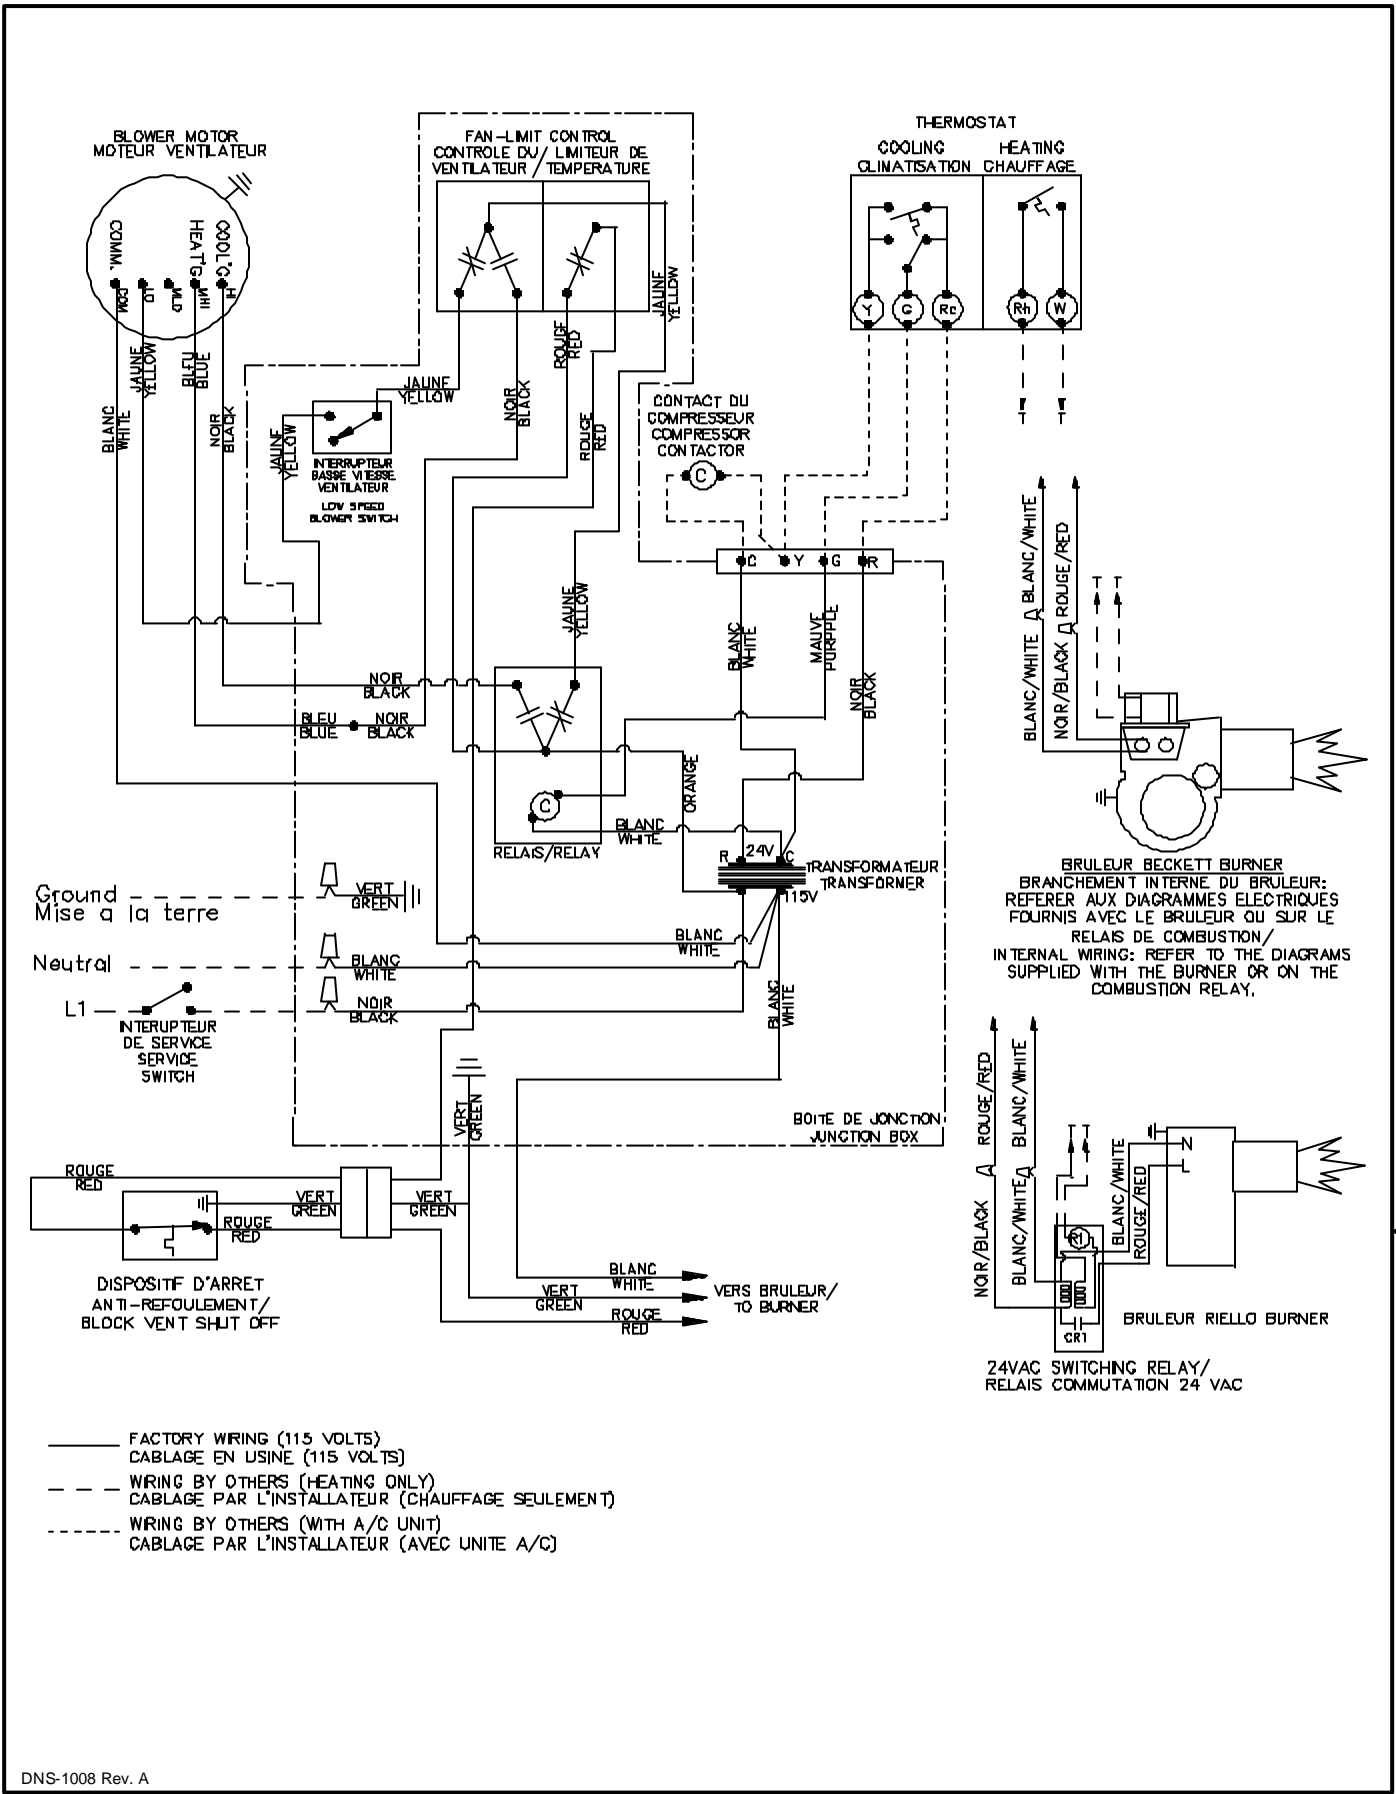 BLOWER MOTOR
MOTEUR VENTILATEUR
COMM.
HEAT'G
COOL'G
COM
LO
MLO
MHI
HI
FAN-LIMIT CONTROL
CONTROLE DU / LIMITEUR DE
VENTILATEUR / TEMPERATURE
THERMOSTAT
COOLING
CLIMATISATION
HEATING
CHAUFFAGE
Y
G
Rc
Rh
W
T
T
BLANC
WHITE
JAUNE
YELLOW
BLEU
BLUE
NOIR
BLACK
JAUNE
YELLOW
JAUNE
YELLOW
INTERRUPTEUR
BASSE VITESSE
VENTILATEUR
LOW SPEED
BLOWER SWITCH
NOIR
BLACK
ROUGE
RED
ROUGE
RED
JAUNE
YELLOW
CONTACT DU
COMPRESSEUR
COMPRESSOR
CONTACTOR
C
C
Y
G
R
JAUNE
YELLOW
BLANC
WHITE
MAUVE
PURPPLE
NOIR
BLACK
NOIR
BLACK
BLEU
BLUE
NOIR
BLACK
ORANGE
C
BLANC
WHITE
RELAIS/RELAY
R
24V
C
TRANSFORMATEUR
TRANSFORMER
115V
Ground
Mise a la terre
VERT
GREEN
BLANC
WHITE
Neutral
BLANC
WHITE
L1
NOIR
BLACK
INTERUPTEUR
DE SERVICE
SERVICE
SWITCH
BLANC
WHITE
VERT
GREEN
BOITE DE JONCTION
JUNCTION BOX
ROUGE
RED
VERT
GREEN
VERT
GREEN
ROUGE
RED
DISPOSITIF D'ARRET
ANTI-REFOULEMENT/
BLOCK VENT SHUT OFF
BLANC
WHITE
VERT
GREEN
ROUGE
RED
VERS BRULEUR/
TO BURNER
BLANC/WHITE
BLANC/WHITE
NOIR/BLACK
ROUGE/RED
T
T
BRULEUR BECKETT BURNER
BRANCHEMENT INTERNE DU BRULEUR:
REFERER AUX DIAGRAMMES ELECTRIQUES
FOURNIS AVEC LE BRULEUR OU SUR LE
RELAIS DE COMBUSTION/
INTERNAL WIRING: REFER TO THE DIAGRAMS
SUPPLIED WITH THE BURNER OR ON THE
COMBUSTION RELAY.
NOIR/BLACK
ROUGE/RED
BLANC/WHITE
BLANC/WHITE
T
T
BLANC/WHITE
ROUGE/RED
N
L
R1
CR1
BRULEUR RIELLO BURNER
24VAC SWITCHING RELAY/
RELAIS COMMUTATION 24 VAC
FACTORY WIRING (115 VOLTS)
CABLAGE EN USINE (115 VOLTS)
WIRING BY OTHERS (HEATING ONLY)
CABLAGE PAR L'INSTALLATEUR (CHAUFFAGE SEULEMENT)
WIRING BY OTHERS (WITH A/C UNIT)
CABLAGE PAR L'INSTALLATEUR (AVEC UNITE A/C)
DNS-1008 Rev. A